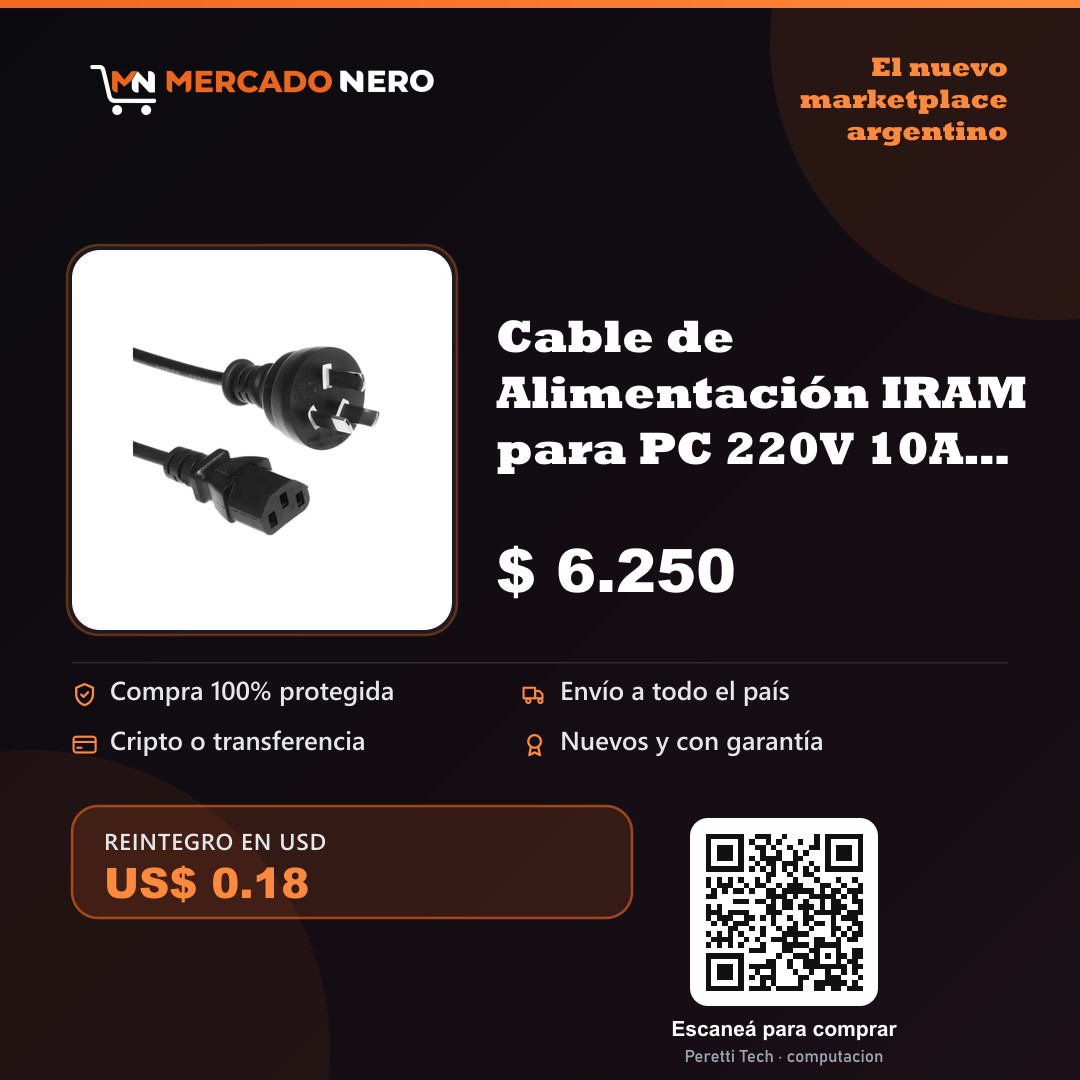 MN MERCADO NERO
El nuevo
marketplace
argentino
Cable de
Alimentación IRAM
para PC 220V 10A...
$ 6.250
Compra 100% protegida
Envío a todo el país
Cripto o transferencia
Nuevos y con garantía
REINTEGRO EN USD
US$ 0.18
Escaneá para comprar
Peretti Tech · computacion